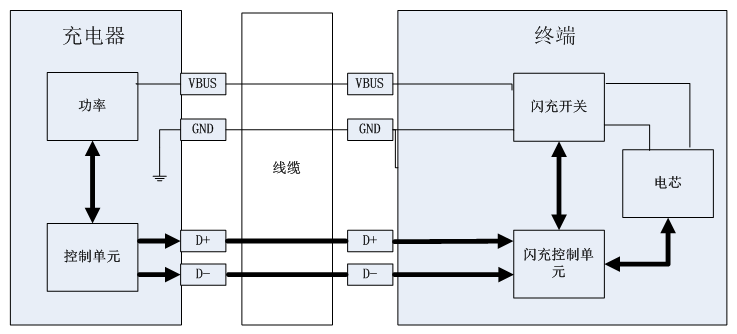 充电器
终端
功率
VBUS
VBUS
闪充开关
GND
GND
线缆
电芯
控制单元
D+
D+
闪充控制单
元
D-
D-